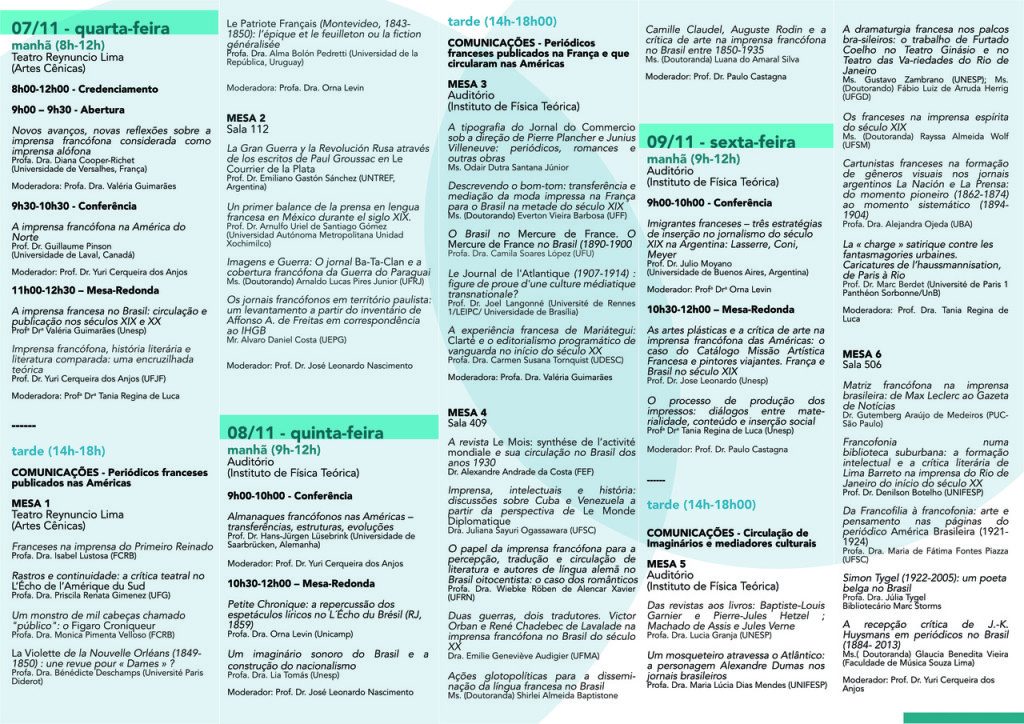 07/11 - quarta-feira
manhã (8h-12h)
Teatro Reynuncio Lima
(Artes Cênicas)
8h00-12h00 - Credenciamento
9h00 – 9h30 - Abertura
Novos avanços, novas reflexões sobre a
imprensa francófona considerada como
imprensa alófona
Profa. Dra. Diana Cooper-Richet
(Universidade de Versalhes, França)
Moderadora: Profa. Dra. Valéria Guimarães
9h30-10h30 - Conferência
A imprensa francófona na América do
Norte
Prof. Dr. Guillaume Pinson
(Universidade de Laval, Canadá)
Moderador: Prof. Dr. Yuri Cerqueira dos Anjos
11h00-12h30 – Mesa-Redonda
A imprensa francesa no Brasil: circulação e
publicação nos séculos XIX e XX
Profª Drª Valéria Guimarães (Unesp)
Imprensa francófona, história literária e
literatura comparada: uma encruzilhada
teórica
Prof. Dr. Yuri Cerqueira dos Anjos (UFJF)
Moderadora: Profª Drª Tania Regina de Luca
------
tarde (14h-18h)
COMUNICAÇÕES - Periódicos franceses
publicados nas Américas
MESA 1
Teatro Reynuncio Lima
(Artes Cênicas)
Franceses na imprensa do Primeiro Reinado
Profa. Dra. Isabel Lustosa (FCRB)
Rastros e continuidade: a crítica teatral no
L'Écho de l'Amérique du Sud
Profa. Dra. Priscila Renata Gimenez (UFG)
Um monstro de mil cabeças chamado
"público": o Figaro Croniqueur
Profa. Dra. Monica Pimenta Velloso (FCRB)
La Violette de la Nouvelle Orléans (1849-
1850) : une revue pour « Dames » ?
Profa. Dra. Bénédicte Deschamps (Université Paris
Diderot)
Le Patriote Français (Montevideo, 1843-
1850): l'épique et le feuilleton ou la fiction
généralisée
Profa. Dra. Alma Bolón Pedretti (Universidad de la
República, Uruguay)
Moderadora: Profa. Dra. Orna Levin
MESA 2
Sala 112
La Gran Guerra y la Revolución Rusa através
de los escritos de Paul Groussac en Le
Courrier de la Plata
Prof. Dr. Emiliano Gastón Sánchez (UNTREF,
Argentina)
Un primer balance de la prensa en lengua
francesa en México durante el siglo XIX.
Prof. Dr. Arnulfo Uriel de Santiago Gómez
(Universidad Autónoma Metropolitana Unidad
Xochimilco)
Imagens e Guerra: O jornal Ba-Ta-Clan e a
cobertura francófona da Guerra do Paraguai
Ms. (Doutorando) Arnaldo Lucas Pires Junior (UFRJ)
Os jornais francófonos em território paulista:
um levantamento a partir do inventário de
Affonso A. de Freitas em correspondência
ao IHGB
Mr. Alvaro Daniel Costa (UEPG)
Moderador: Prof. Dr. José Leonardo Nascimento
08/11 - quinta-feira
manhã (9h-12h)
Auditório
(Instituto de Física Teórica)
9h00-10h00 - Conferência
Almanaques francófonos nas Américas –
transferências, estruturas, evoluções
Prof. Dr. Hans-Jürgen Lüsebrink (Universidade de
Saarbrücken, Alemanha)
Moderador: Prof. Dr. Yuri Cerqueira dos Anjos
10h30-12h00 – Mesa-Redonda
Petite Chronique: a repercussão dos
espetáculos líricos no L'Écho du Brésil (RJ,
1859)
Profa. Dra. Orna Levin (Unicamp)
Um imaginário sonoro do Brasil e a
construção do nacionalismo
Profa. Dra. Lia Tomás (Unesp)
Moderador: Prof. Dr. José Leonardo Nascimento
tarde (14h-18h00)
COMUNICAÇÕES - Periódicos
franceses publicados na França e que
circularam nas Américas
MESA 3
Auditório
(Instituto de Física Teórica)
A tipografia do Jornal do Commercio
sob a direção de Pierre Plancher e Junius
Villeneuve: periódicos, romances e
outras obras
Ms. Odair Dutra Santana Júnior
Descrevendo o bom-tom: transferência e
mediação da moda impressa na França
para o Brasil na metade do século XIX
Ms. (Doutorando) Everton Vieira Barbosa (UFF)
O Brasil no Mercure de France. O
Mercure de France no Brasil (1890-1900
Profa. Dra. Camila Soares López (UFU)
Le Journal de l'Atlantique (1907-1914) :
figure de proue d'une culture médiatique
transnationale?
Prof. Dr. Joel Langonné (Université de Rennes
1/LEIPC/ Universidade de Brasília)
A experiência francesa de Mariátegui:
Clarté e o editorialismo programático de
vanguarda no início do século XX
Profa. Dra. Carmen Susana Tornquist (UDESC)
Moderadora: Profa. Dra. Valéria Guimarães
MESA 4
Sala 409
A revista Le Mois: synthése de l'activité
mondiale e sua circulação no Brasil dos
anos 1930
Dr. Alexandre Andrade da Costa (FEF)
Imprensa, intelectuais e história:
discussões sobre Cuba e Venezuela a
partir da perspectiva de Le Monde
Diplomatique
Dra. Juliana Sayuri Ogassawara (UFSC)
O papel da imprensa francófona para a
percepção, tradução e circulação de
literatura e autores de língua alemã no
Brasil oitocentista: o caso dos românticos
Profa. Dra. Wiebke Röben de Alencar Xavier
(UFRN)
Duas guerras, dois tradutores. Victor
Orban e René Chadebec de Lavalade na
imprensa francófona no Brasil do século
XX
Dra. Emilie Geneviève Audigier (UFMA)
Ações glotopolíticas para a dissemi-
nação da língua francesa no Brasil
Ms. (Doutoranda) Shirlei Almeida Baptistone
Camille Claudel, Auguste Rodin e a
crítica de arte na imprensa francófona
no Brasil entre 1850-1935
Ms. (Doutoranda) Luana do Amaral Silva
Moderador: Prof. Dr. Paulo Castagna
09/11 - sexta-feira
manhã (9h-12h)
Auditório
(Instituto de Física Teórica)
9h00-10h00 - Conferência
Imigrantes franceses – três estratégias
de inserção no jornalismo do século
XIX na Argentina: Lasserre, Coni,
Meyer
Prof. Dr. Julio Moyano
(Universidade de Buenos Aires, Argentina)
Moderadora: Profª Drª Orna Levin
10h30-12h00 – Mesa-Redonda
As artes plásticas e a crítica de arte na
imprensa francófona das Américas: o
caso do Catálogo Missão Artística
Francesa e pintores viajantes. França e
Brasil no século XIX
Prof. Dr. Jose Leonardo (Unesp)
O processo de produção dos
impressos: diálogos entre mate-
rialidade, conteúdo e inserção social
Profª Drª Tania Regina de Luca (Unesp)
Moderador: Prof. Dr. Paulo Castagna
------
tarde (14h-18h00)
COMUNICAÇÕES - Circulação de
imaginários e mediadores culturais
MESA 5
Auditório
(Instituto de Física Teórica)
Das revistas aos livros: Baptiste-Louis
Garnier e Pierre-Jules Hetzel ;
Machado de Assis e Jules Verne
Profa. Dra. Lucia Granja (UNESP)
Um mosqueteiro atravessa o Atlântico:
a personagem Alexandre Dumas nos
jornais brasileiros
Profa. Dra. Maria Lúcia Dias Mendes (UNIFESP)
A dramaturgia francesa nos palcos
bra-sileiros: o trabalho de Furtado
Coelho no Teatro Ginásio e no
Teatro das Va-riedades do Rio de
Janeiro
Ms. Gustavo Zambrano (UNESP); Ms.
(Doutorando) Fábio Luiz de Arruda Herrig
(UFGD)
Os franceses na imprensa espírita
do século XIX
Ms. (Doutoranda) Rayssa Almeida Wolf
(UFSM)
Cartunistas franceses na formação
de gêneros visuais nos jornais
argentinos La Nación e La Prensa:
do momento pioneiro (1862-1874)
ao momento sistemático (1894-
1904)
Profa. Dra. Alejandra Ojeda (UBA)
La « charge » satirique contre les
fantasmagories urbaines.
Caricatures de l'haussmannisation,
de Paris à Rio
Prof. Dr. Marc Berdet (Université de Paris 1
Panthéon Sorbonne/UnB)
Moderadora: Prof. Dra. Tania Regina de
Luca
MESA 6
Sala 506
Matriz francófona na imprensa
brasileira: de Max Leclerc ao Gazeta
de Notícias
Dr. Gutemberg Araújo de Medeiros (PUC-
São Paulo)
Francofonia numa
biblioteca suburbana: a formação
intelectual e a crítica literária de
Lima Barreto na imprensa do Rio de
Janeiro do início do século XX
Prof. Dr. Denilson Botelho (UNIFESP)
Da Francofilia à francofonia: arte e
pensamento nas páginas do
periódico América Brasileira (1921-
1924)
Profa. Dra. Maria de Fátima Fontes Piazza
(UFSC)
Simon Tygel (1922-2005): um poeta
belga no Brasil
Profa. Dra. Júlia Tygel
Bibliotecário Marc Storms
A recepção crítica de J.-K.
Huysmans em periódicos no Brasil
(1884- 2013)
Ms.( Doutoranda) Glaucia Benedita Vieira
(Faculdade de Música Souza Lima)
Moderador: Prof. Dr. Yuri Cerqueira dos
Anjos